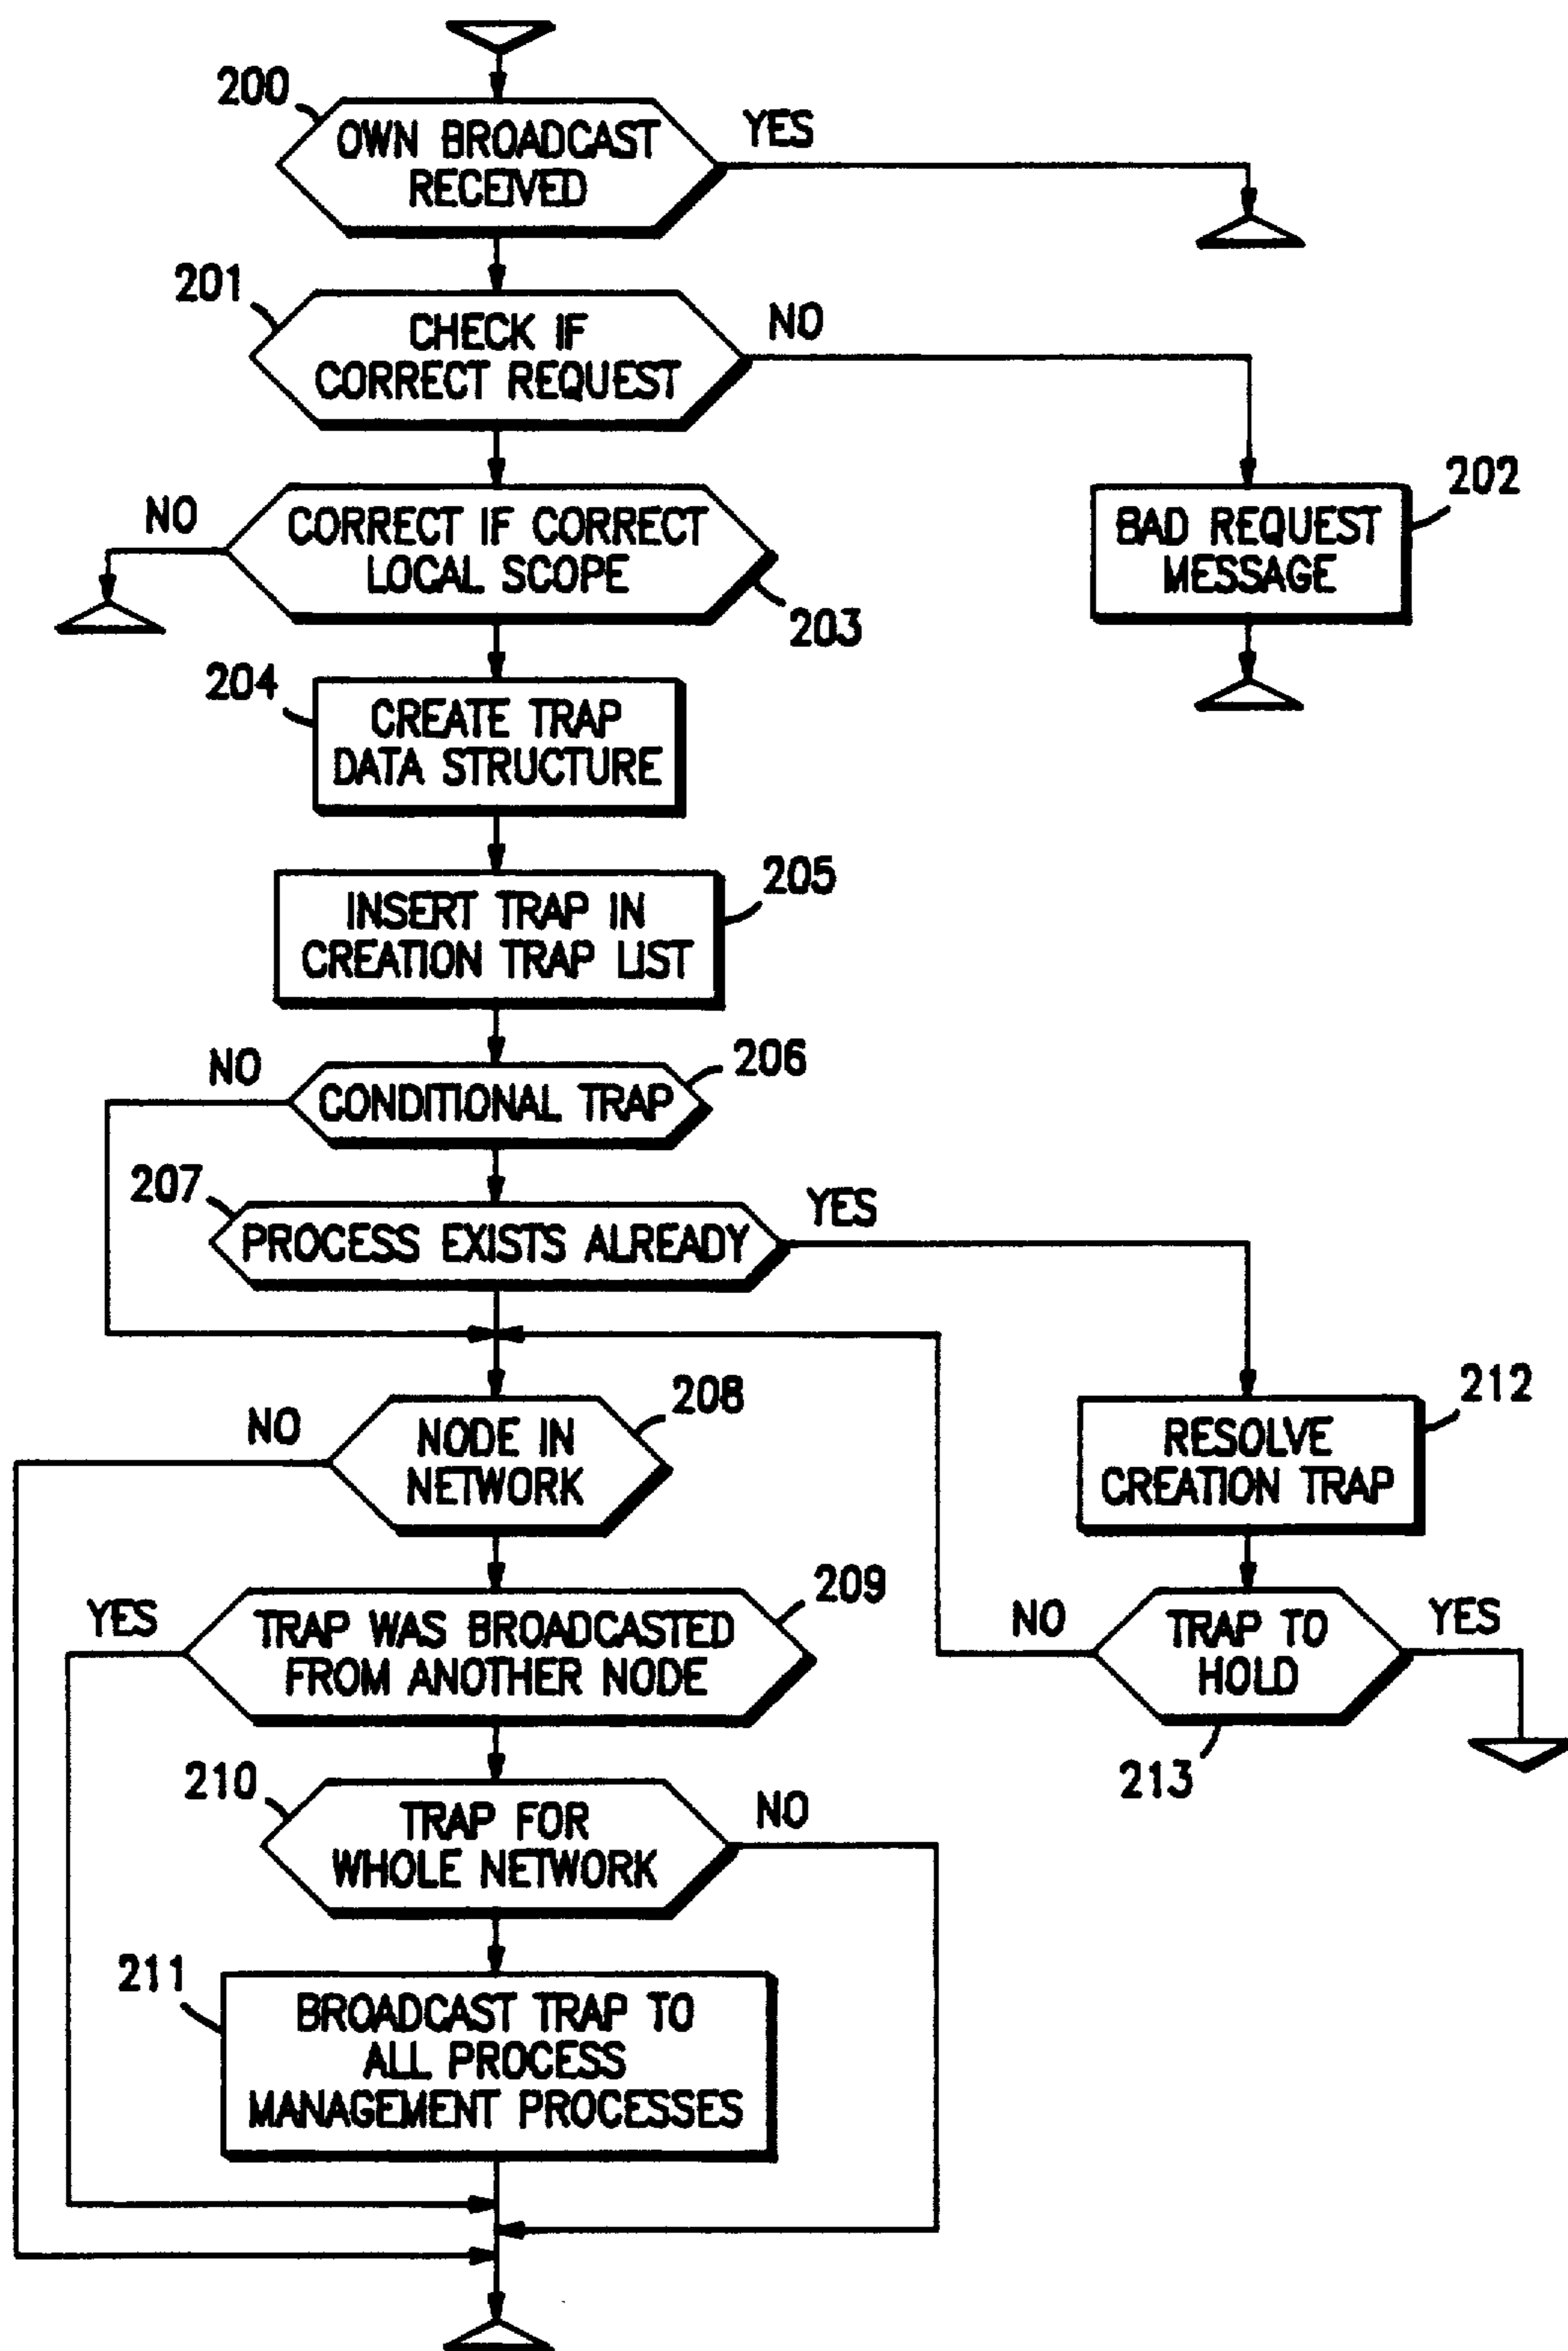 200
OWN BROADCAST
RECEIVED
YES
201
CHECK IF
CORRECT REQUEST
NO
NO
CORRECT IF CORRECT
LOCAL SCOPE
203
BAD REQUEST
MESSAGE
202
204
CREATE TRAP
DATA STRUCTURE
205
INSERT TRAP IN
CREATION TRAP LIST
NO
206
CONDITIONAL TRAP
207
PROCESS EXISTS ALREADY
YES
NO
208
NODE IN
NETWORK
212
RESOLVE
CREATION TRAP
YES
209
TRAP WAS BROADCASTED
FROM ANOTHER NODE
NO
TRAP TO
HOLD
YES
213
210
TRAP FOR
WHOLE NETWORK
NO
211
BROADCAST TRAP TO
ALL PROCESS
MANAGEMENT PROCESSES